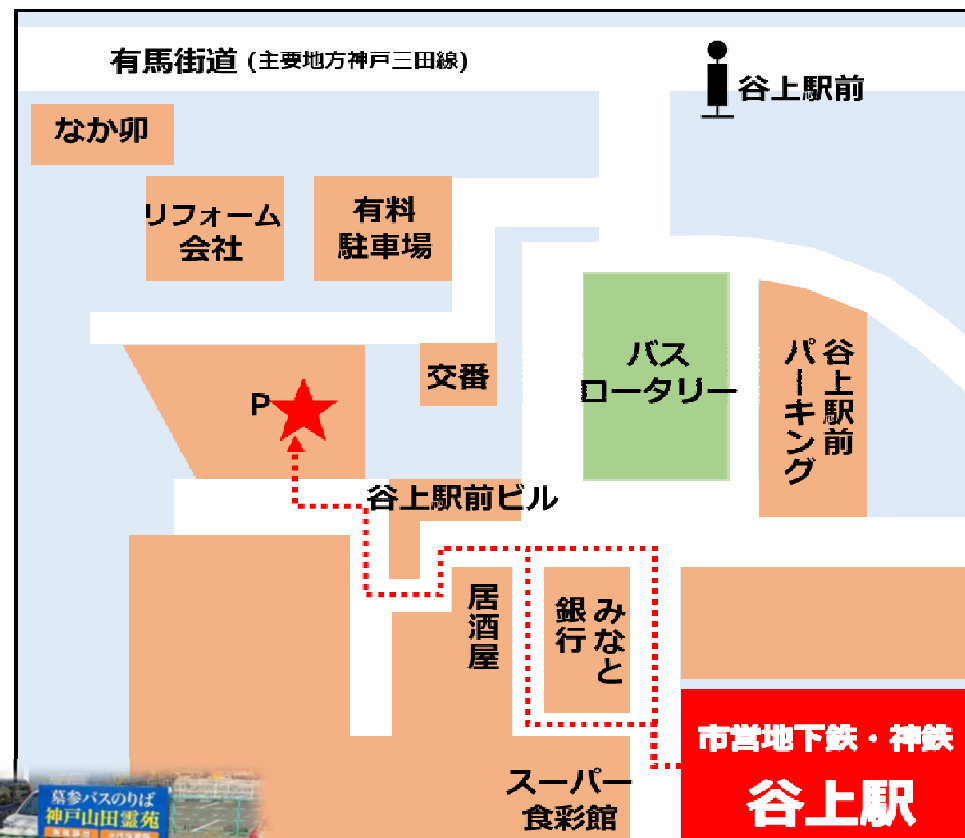 有馬街道 (主要地方神戸三田線)
谷上駅前
なか卯
リフォーム
会社
有料
駐車場
交番
P
バス
ロータリー
谷上駅前
パーキング
谷上駅前ビル
居酒屋
みなと
銀行
市営地下鉄・神鉄
谷上駅
スーパー
食彩館
墓参バスのりば
神戸山田霊苑